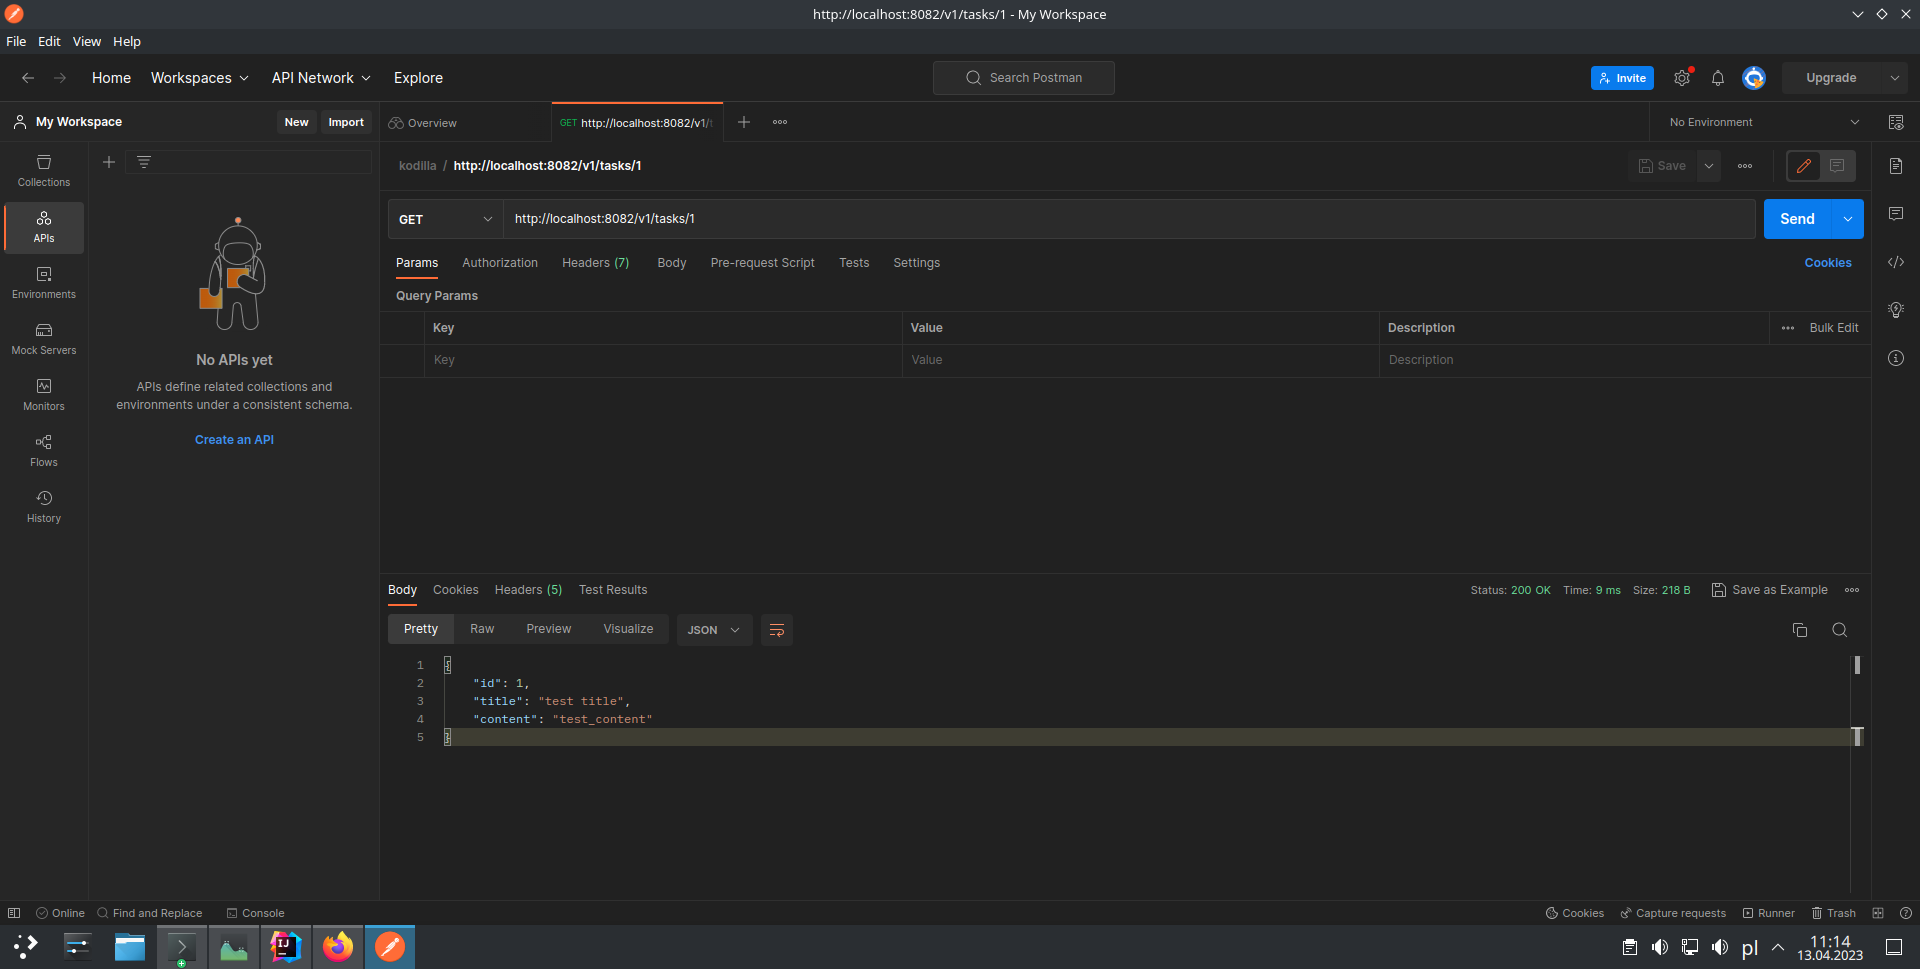 http://localhost:8082/v1/tasks/1 - My Workspace
File Edit View Help
Home Workspaces API Network Explore
Search Postman
Invite
Upgrade
My Workspace
New Import
Overview
GET http://localhost:8082/v1/t
No Environment
Collections
APIs
Environments
Mock Servers
Monitors
Flows
History
No APIs yet
APIs define related collections and
environments under a consistent schema.
Create an API
kodilla / http://localhost:8082/v1/tasks/1
Save
GET http://localhost:8082/v1/tasks/1
Send
Params Authorization Headers (7) Body Pre-request Script Tests Settings
Cookies
Query Params
Key Value Description Bulk Edit
Key Value Description
Body Cookies Headers (5) Test Results
Status: 200 OK Time: 9 ms Size: 218 B Save as Example
Pretty Raw Preview Visualize JSON
1 {
2 "id": 1,
3 "title": "test title",
4 "content": "test_content"
5 }
Online Find and Replace Console
Cookies Capture requests Runner Trash
IJ
pl
11:14
13.04.2023